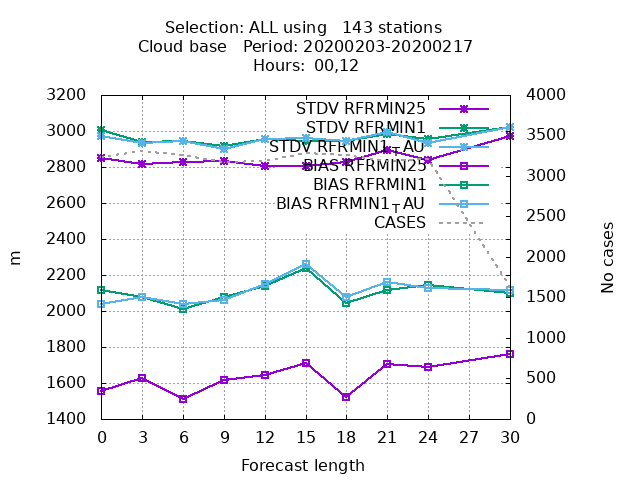 Selection: ALL using   143 stations
Cloud base   Period: 20200203-20200217
Hours:  00,12
3200 4000
STDV RFRMIN25
3000 3500
STDV RFRMIN1
STDV RFRMIN1_TAU
2800 3000
BIAS RFRMIN25
BIAS RFRMIN1
2600 2500
BIAS RFRMIN1_TAU
CASES
2400 2000
2200 1500
2000 1000
1800 500
1600
1400 0
m
No cases
0 3 6 9 12 15 18 21 24 27 30
Forecast length